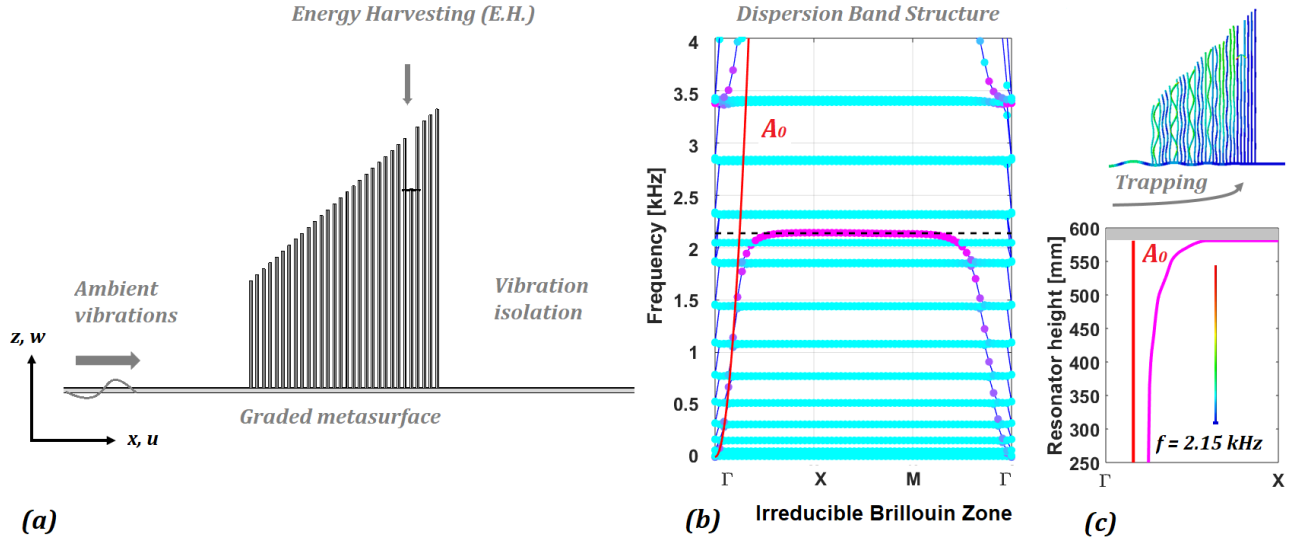 Energy Harvesting (E.H.)
Ambient
vibrations
Vibration
isolation
z, w
x, u
Graded metasurface
(a)
Dispersion Band Structure
Frequency [kHz]
4
3.5
3
2.5
2
1.5
1
0.5
0
A0
Γ
X
M
Γ
Irreducible Brillouin Zone
(b)
Trapping
Resonator height [mm]
600
550
500
450
400
350
300
250
A0
f = 2.15 kHz
Γ
X
(c)